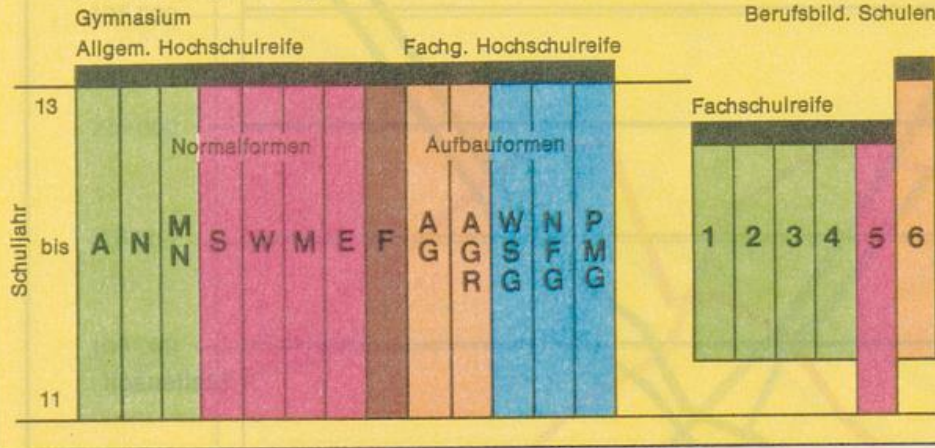 Gymnasium
Allgem. Hochschulreife
Fachg. Hochschulreife
Berufsbild. Schulen
13
Fachschulreife
Normalformen
Aufbauformen
Schuljahr
bis
A
N
M
N
S
W
M
E
F
A
G
A
G
R
W
S
G
N
F
G
P
M
G
1
2
3
4
5
6
11